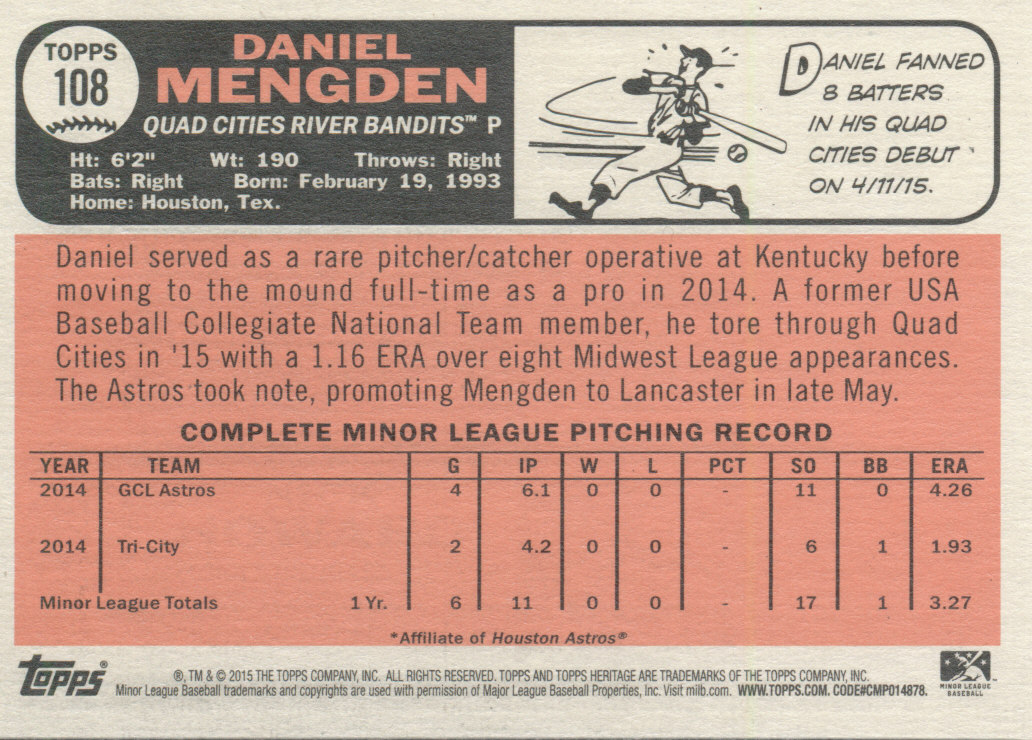 TOPPS
108
DANIEL
MENGDEN
QUAD CITIES RIVER BANDITS™ P
Ht: 6'2" Wt: 190 Throws: Right
Bats: Right Born: February 19, 1993
Home: Houston, Tex.
DANIEL FANNED
8 BATTERS
IN HIS QUAD
CITIES DEBUT
ON 4/11/15.
Daniel served as a rare pitcher/catcher operative at Kentucky before
moving to the mound full-time as a pro in 2014. A former USA
Baseball Collegiate National Team member, he tore through Quad
Cities in '15 with a 1.16 ERA over eight Midwest League appearances.
The Astros took note, promoting Mengden to Lancaster in late May.
COMPLETE MINOR LEAGUE PITCHING RECORD
YEAR TEAM G IP W L PCT SO BB ERA
2014 GCL Astros 4 6.1 0 0 - 11 0 4.26
2014 Tri-City 2 4.2 0 0 - 6 1 1.93
Minor League Totals 1 Yr. 6 11 0 0 - 17 1 3.27
*Affiliate of Houston Astros®
Topps®
®, TM & © 2015 THE TOPPS COMPANY, INC. ALL RIGHTS RESERVED. TOPPS AND TOPPS HERITAGE ARE TRADEMARKS OF THE TOPPS COMPANY, INC.
Minor League Baseball trademarks and copyrights are used with permission of Major League Baseball Properties, Inc. Visit milb.com. WWW.TOPPS.COM. CODE#CMP014878.
MINOR LEAGUE
BASEBALL™